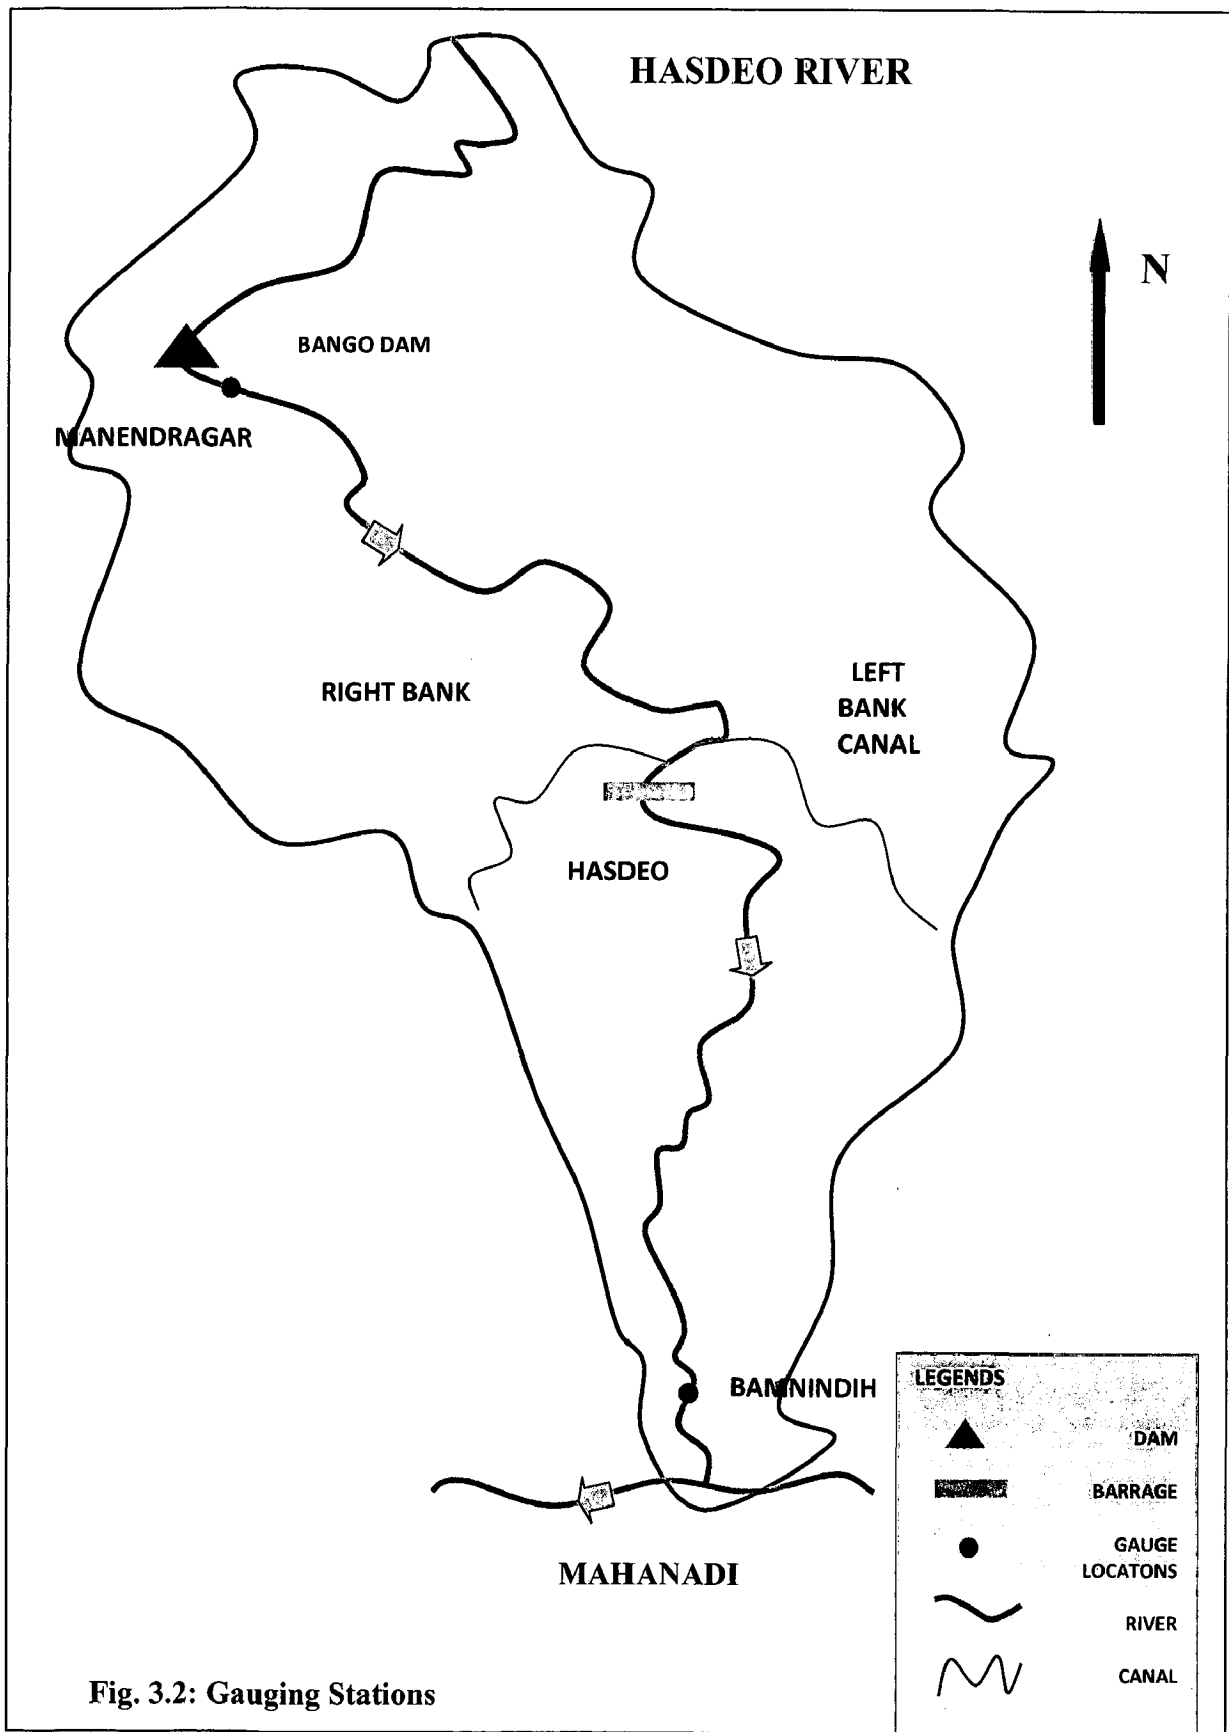 HASDEO RIVER
N
BANGO DAM
MANENDRAGAR
RIGHT BANK
LEFT
BANK
CANAL
HASDEO
BAMNINDIH
MAHANADI
LEGENDS
DAM
BARRAGE
GAUGE
LOCATONS
RIVER
CANAL
Fig. 3.2: Gauging Stations